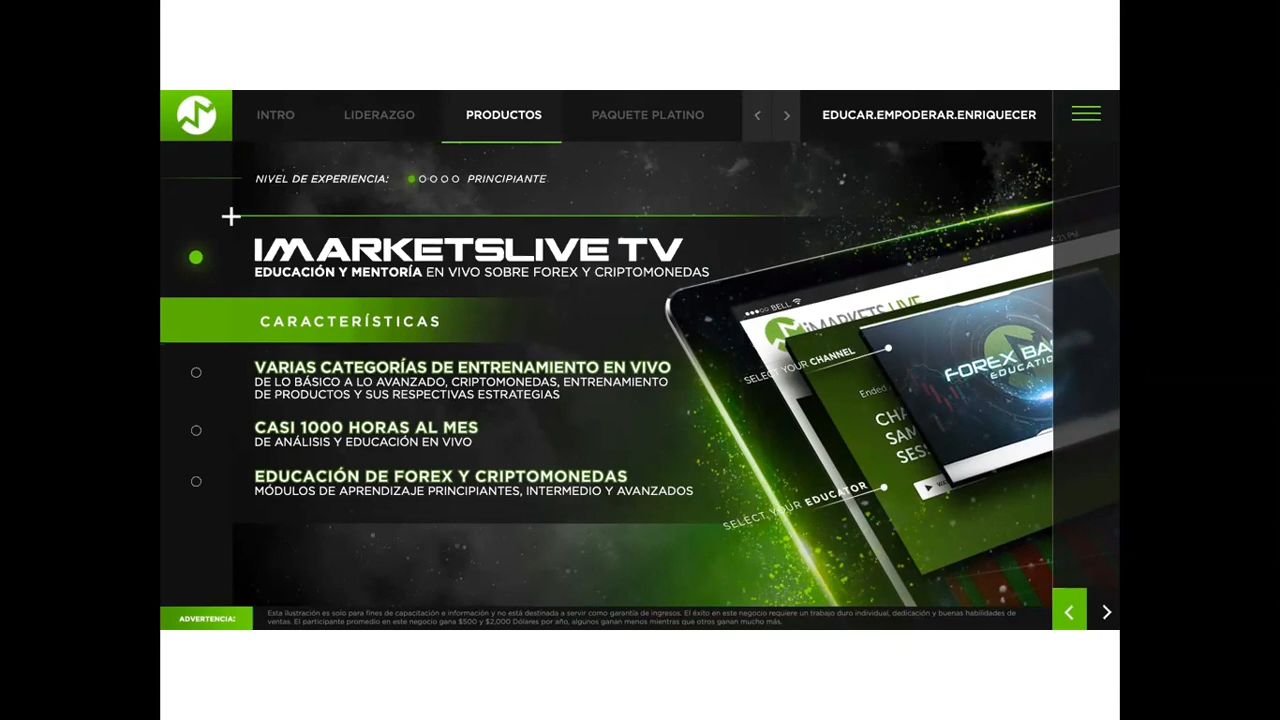 INTRO
LIDERAZGO
PRODUCTOS
PAQUETE PLATINO
EDUCAR.EMPODERAR.ENRIQUECER
NIVEL DE EXPERIENCIA:
PRINCIPIANTE
IMARKETSLIVE TV
EDUCACIÓN Y MENTORÍA EN VIVO SOBRE FOREX Y CRIPTOMONEDAS
CARACTERÍSTICAS
VARIAS CATEGORÍAS DE ENTRENAMIENTO EN VIVO
DE LO BÁSICO A LO AVANZADO, CRIPTOMONEDAS, ENTRENAMIENTO
DE PRODUCTOS Y SUS RESPECTIVAS ESTRATEGIAS
CASI 1000 HORAS AL MES
DE ANÁLISIS Y EDUCACIÓN EN VIVO
EDUCACIÓN DE FOREX Y CRIPTOMONEDAS
MÓDULOS DE APRENDIZAJE PRINCIPIANTES, INTERMEDIO Y AVANZADOS
BELL
iMARKETS LIVE
SELECT YOUR CHANNEL
FOREX
Ended
SELECT YOUR EDUCATOR
ADVERTENCIA:
Esta ilustración es solo para fines de capacitación e información y no está destinada a servir como garantía de ingresos. El éxito en este negocio requiere un trabajo duro individual, dedicación y buenas habilidades de
ventas. El participante promedio en este negocio gana $500 y $2,000 Dólares por año, algunos ganan menos mientras que otros ganan mucho más.